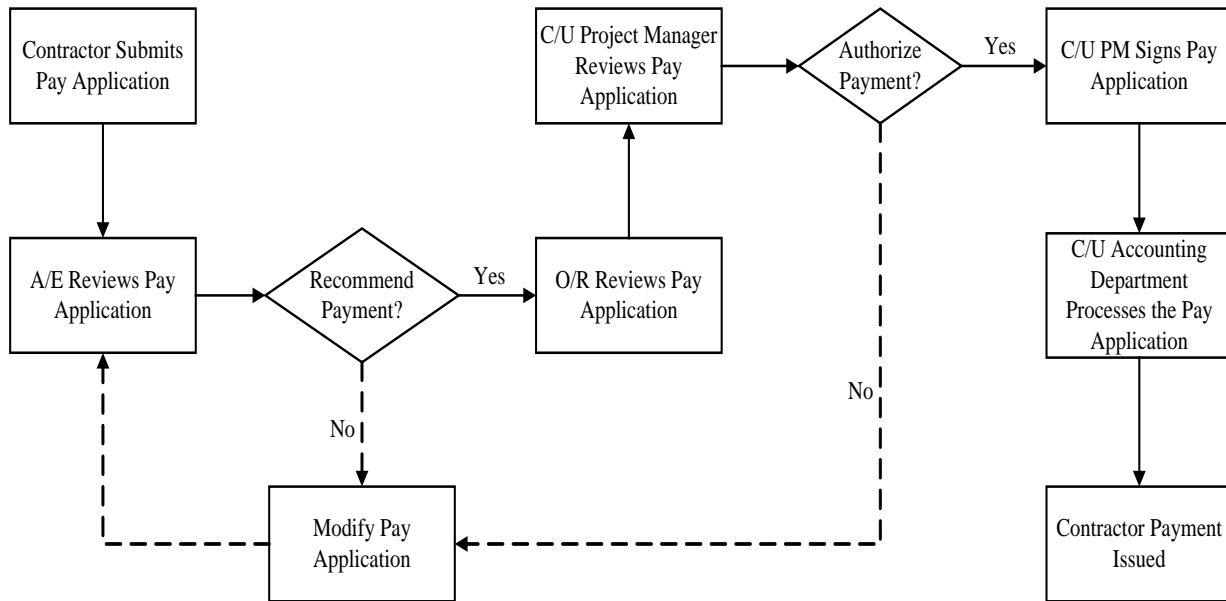 Contractor Submits
Pay Application
C/U Project Manager
Reviews Pay
Application
Authorize
Payment?
Yes
C/U PM Signs Pay
Application
A/E Reviews Pay
Application
Recommend
Payment?
Yes
O/R Reviews Pay
Application
C/U Accounting
Department
Processes the Pay
Application
No
No
Modify Pay
Application
Contractor Payment
Issued